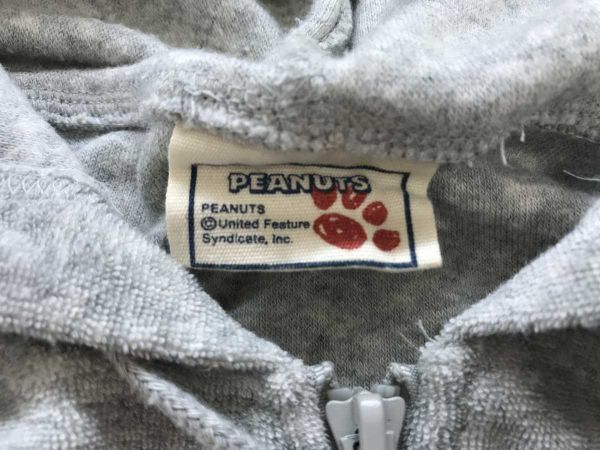 PEANUTS
PEANUTS
©United Feature
Syndicate, Inc.